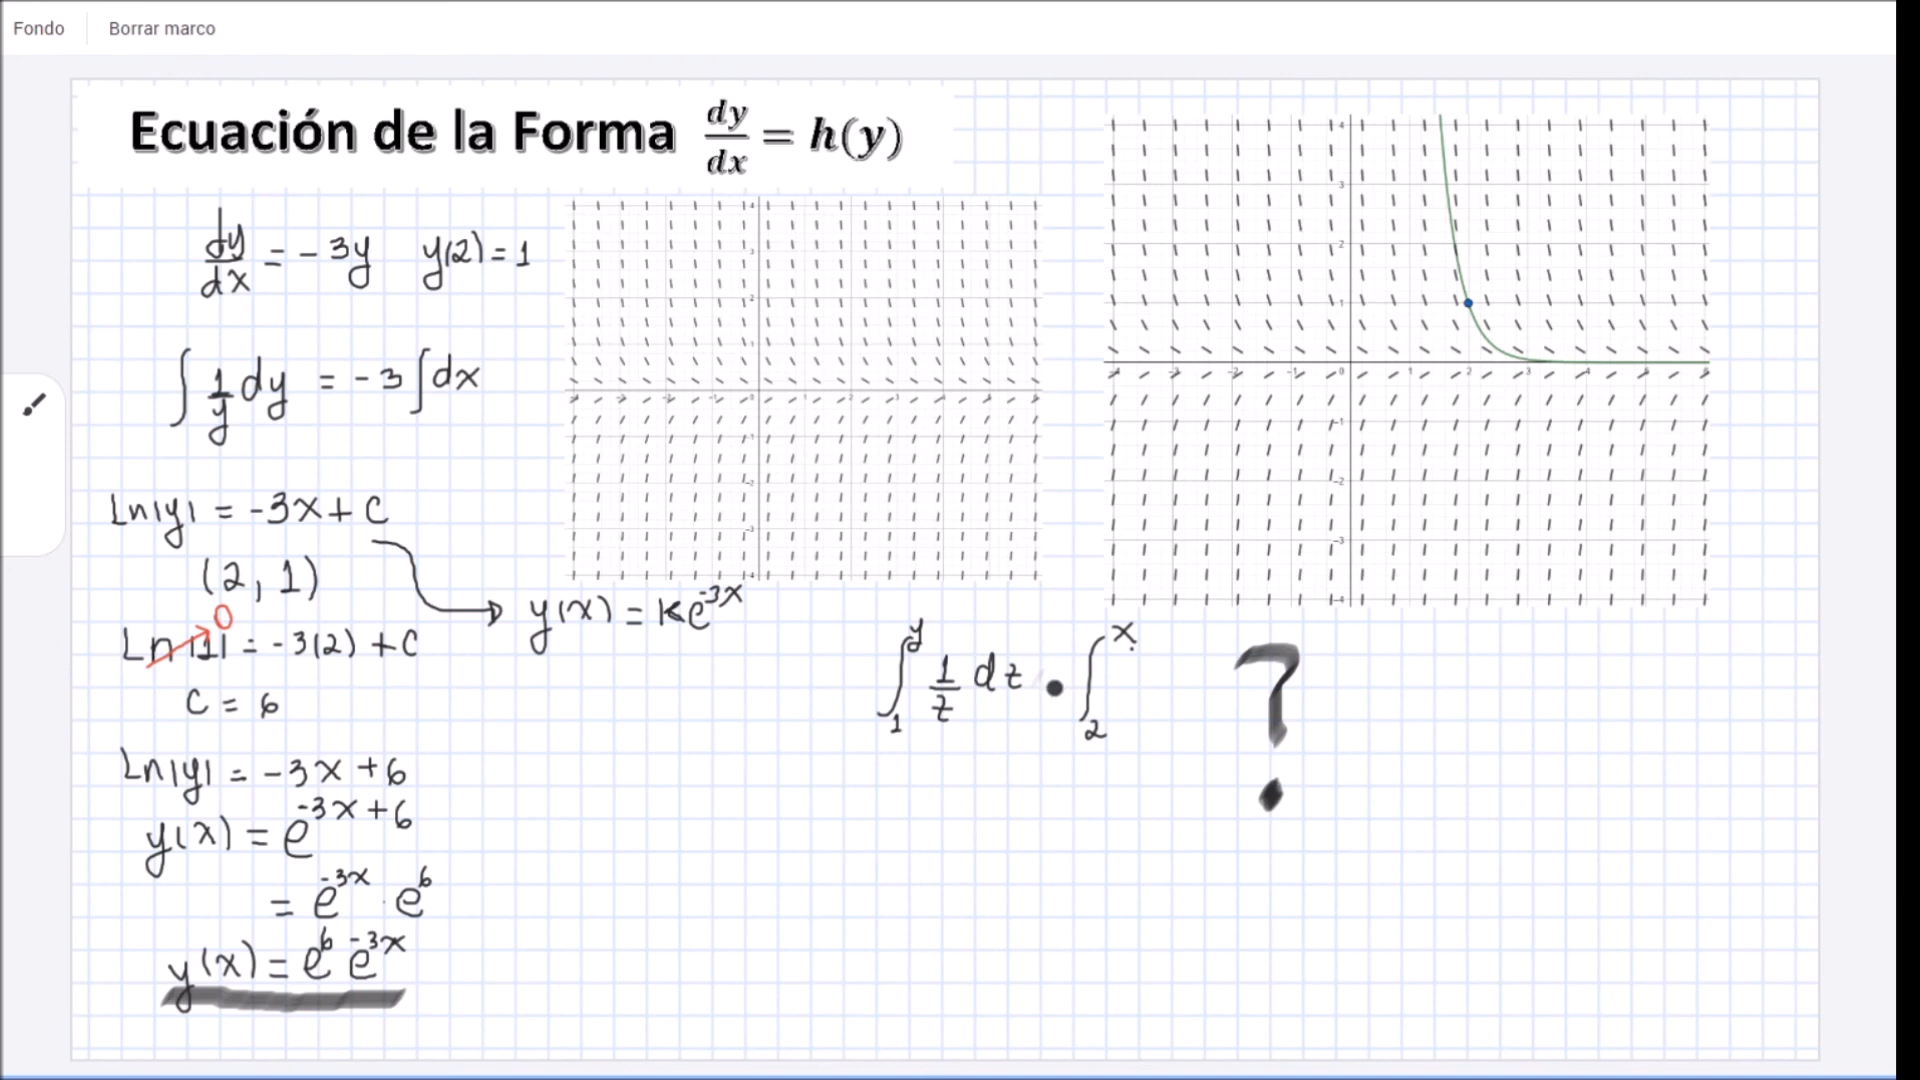 Fondo Borrar marco
Ecuación de la Forma dy/dx = h(y)
dy/dx = -3y y(2) = 1
∫ 1/y dy = -3 ∫ dx
Ln|y| = -3x + C
(2, 1)
y(x) = Ke^-3x
0
Ln |1| = -3(2) + C
C = 6
Ln|y| = -3x + 6
y(x) = e^-3x+6
= e^-3x · e^6
y(x) = e^6 e^-3x
∫_1^y 1/z dz · ∫_2^x ?